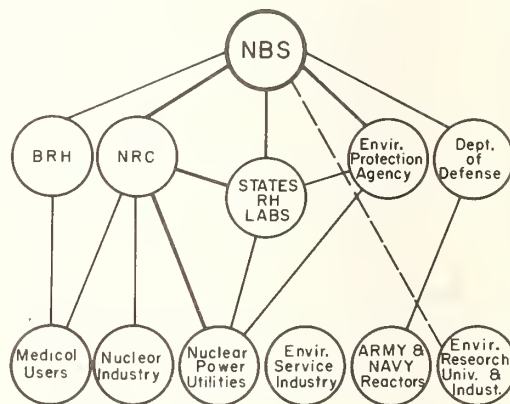 NBS
BRH
NRC
STATES
RH
LABS
Envir.
Protection
Agency
Dept.
of
Defense
Medicol
Users
Nucleor
Industry
Nuclear
Power
Utilities
Envir.
Service
Industry
ARMY &
NAVY
Reactors
Envir.
Research
Univ. &
Indust.